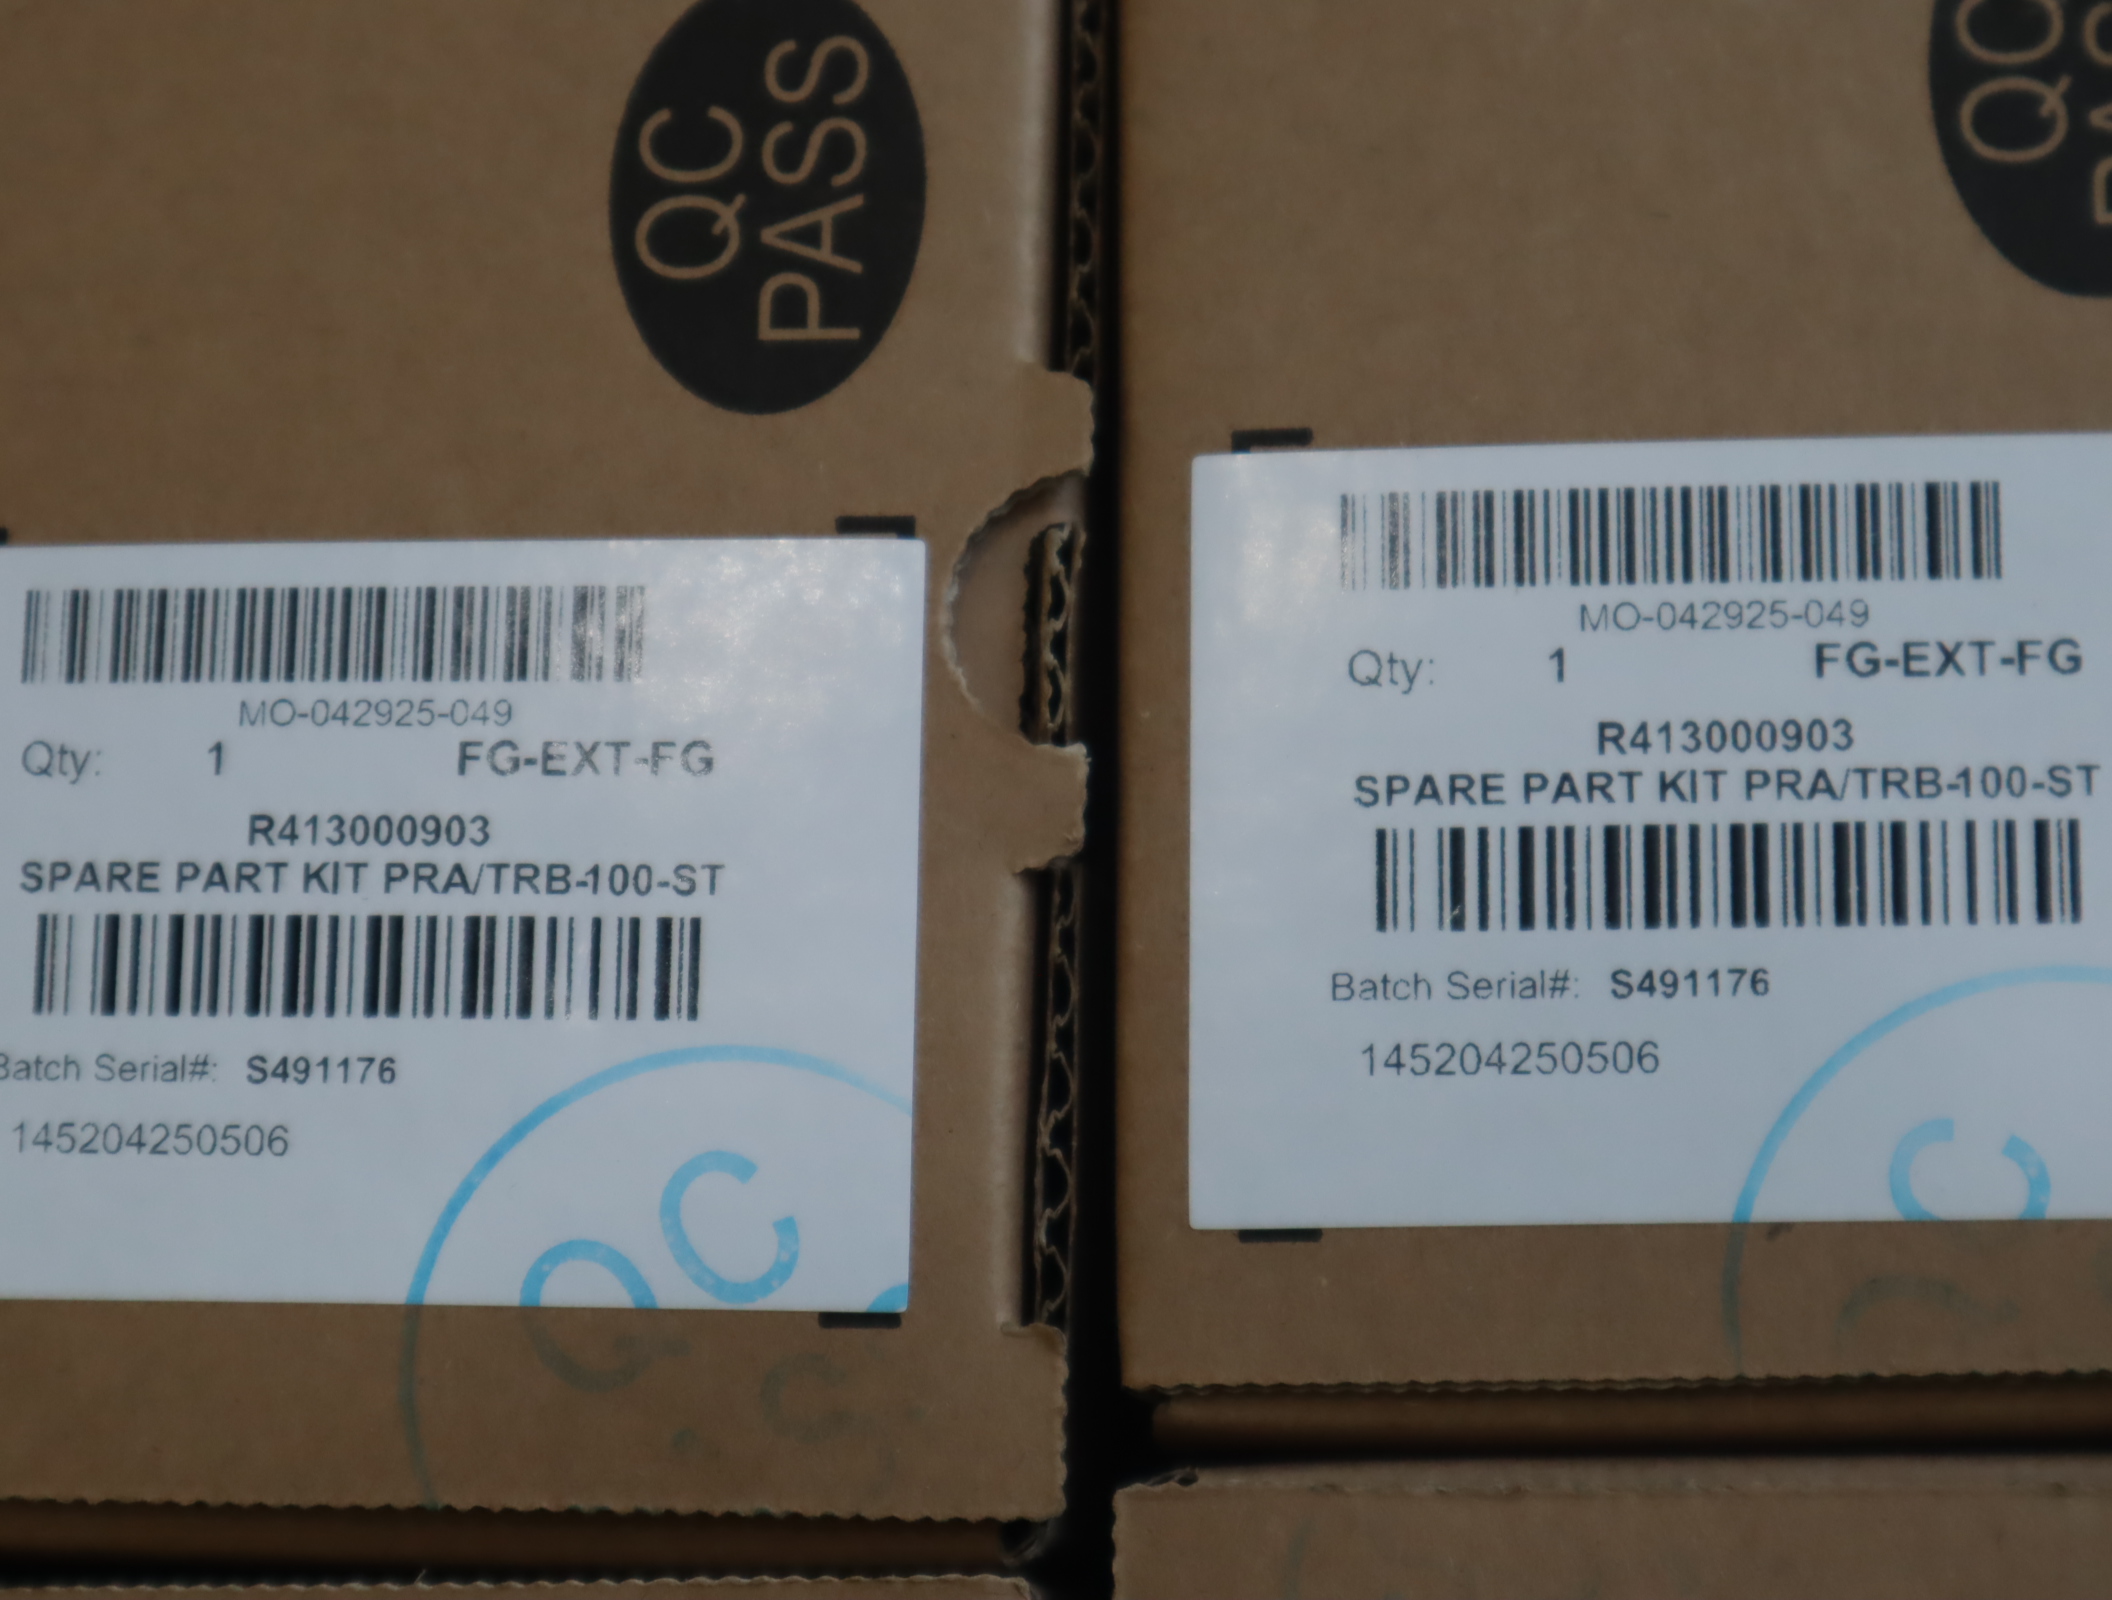 QC
PASS
MO-042925-049
Qty: 1 FG-EXT-FG
R413000903
SPARE PART KIT PRA/TRB-100-ST
Batch Serial#: S491176
145204250506
QC
QC
MO-042925-049
Qty: 1 FG-EXT-FG
R413000903
SPARE PART KIT PRA/TRB-100-ST
Batch Serial#: S491176
145204250506
C